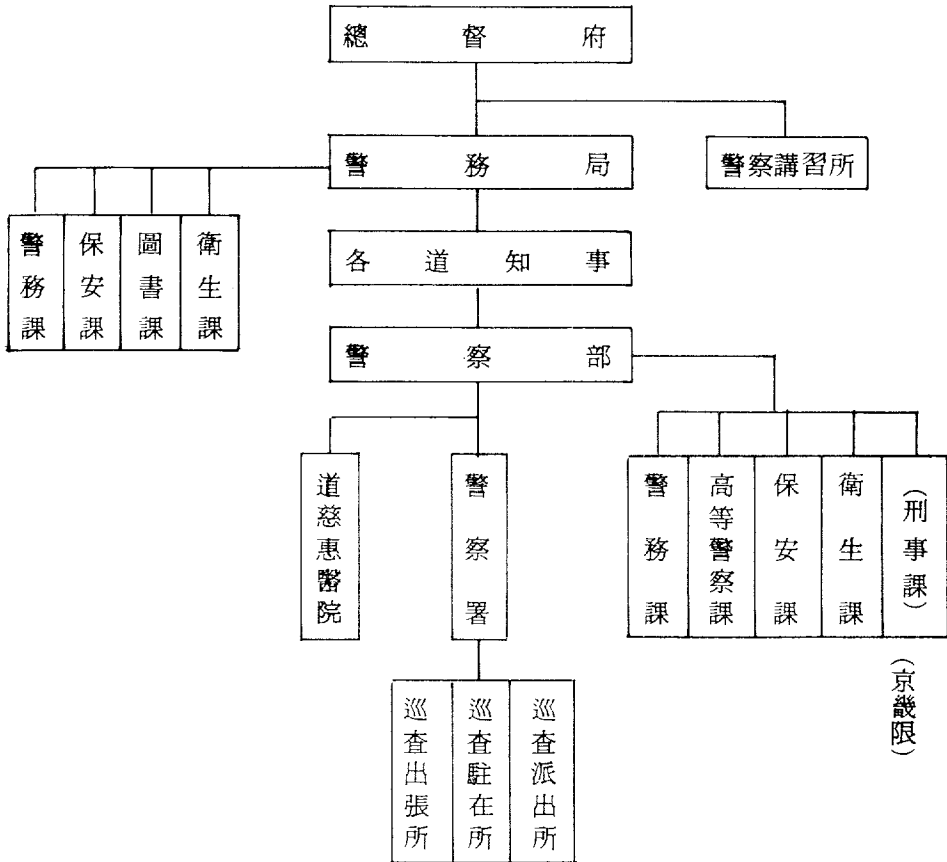 總督府
警務局
警察講習所
警務課
保安課
圖書課
衛生課
各道知事
警察部
道慈惠醫院
警察署
警務課
高等警察課
保安課
衛生課
(刑事課)
(京畿限)
巡査出張所
巡査駐在所
巡査派出所